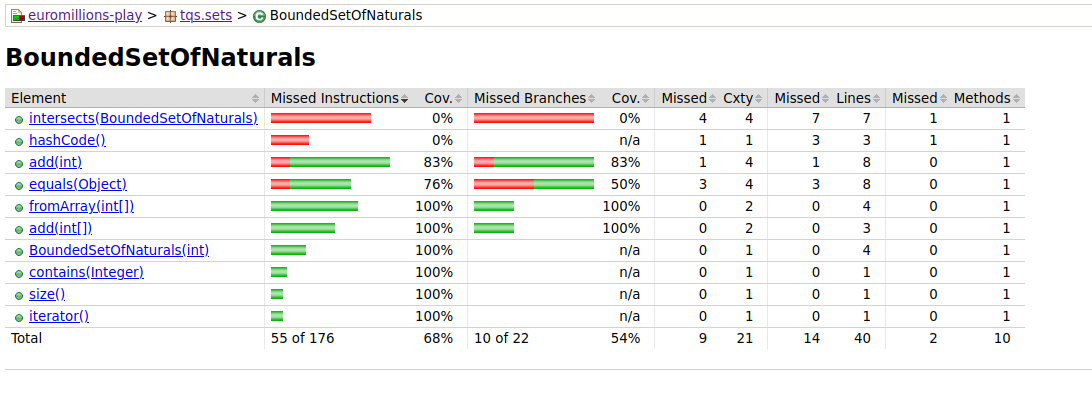 euromillions-play > tqs.sets > BoundedSetOfNaturals
BoundedSetOfNaturals
Element Missed Instructions Cov. Missed Branches Cov. Missed Cxty Missed Lines Missed Methods
intersects(BoundedSetOfNaturals) 0% 0% 4 4 7 7 1 1
hashCode() 0% n/a 1 1 3 3 1 1
add(int) 83% 83% 1 4 1 8 0 1
equals(Object) 76% 50% 3 4 3 8 0 1
fromArray(int[]) 100% 100% 0 2 0 4 0 1
add(int[]) 100% 100% 0 2 0 3 0 1
BoundedSetOfNaturals(int) 100% n/a 0 1 0 4 0 1
contains(Integer) 100% n/a 0 1 0 1 0 1
size() 100% n/a 0 1 0 1 0 1
iterator() 100% n/a 0 1 0 1 0 1
Total 55 of 176 68% 10 of 22 54% 9 21 14 40 2 10